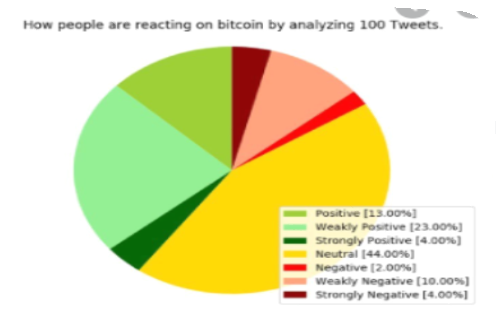 How people are reacting on bitcoin by analyzing 100 Tweets.
Positive [13.00%]
Weakly Positive [23.00%]
Strongly Positive [4.00%]
Neutral [44.00%]
Negative [2.00%]
Weakly Negative [10.00%]
Strongly Negative [4.00%]